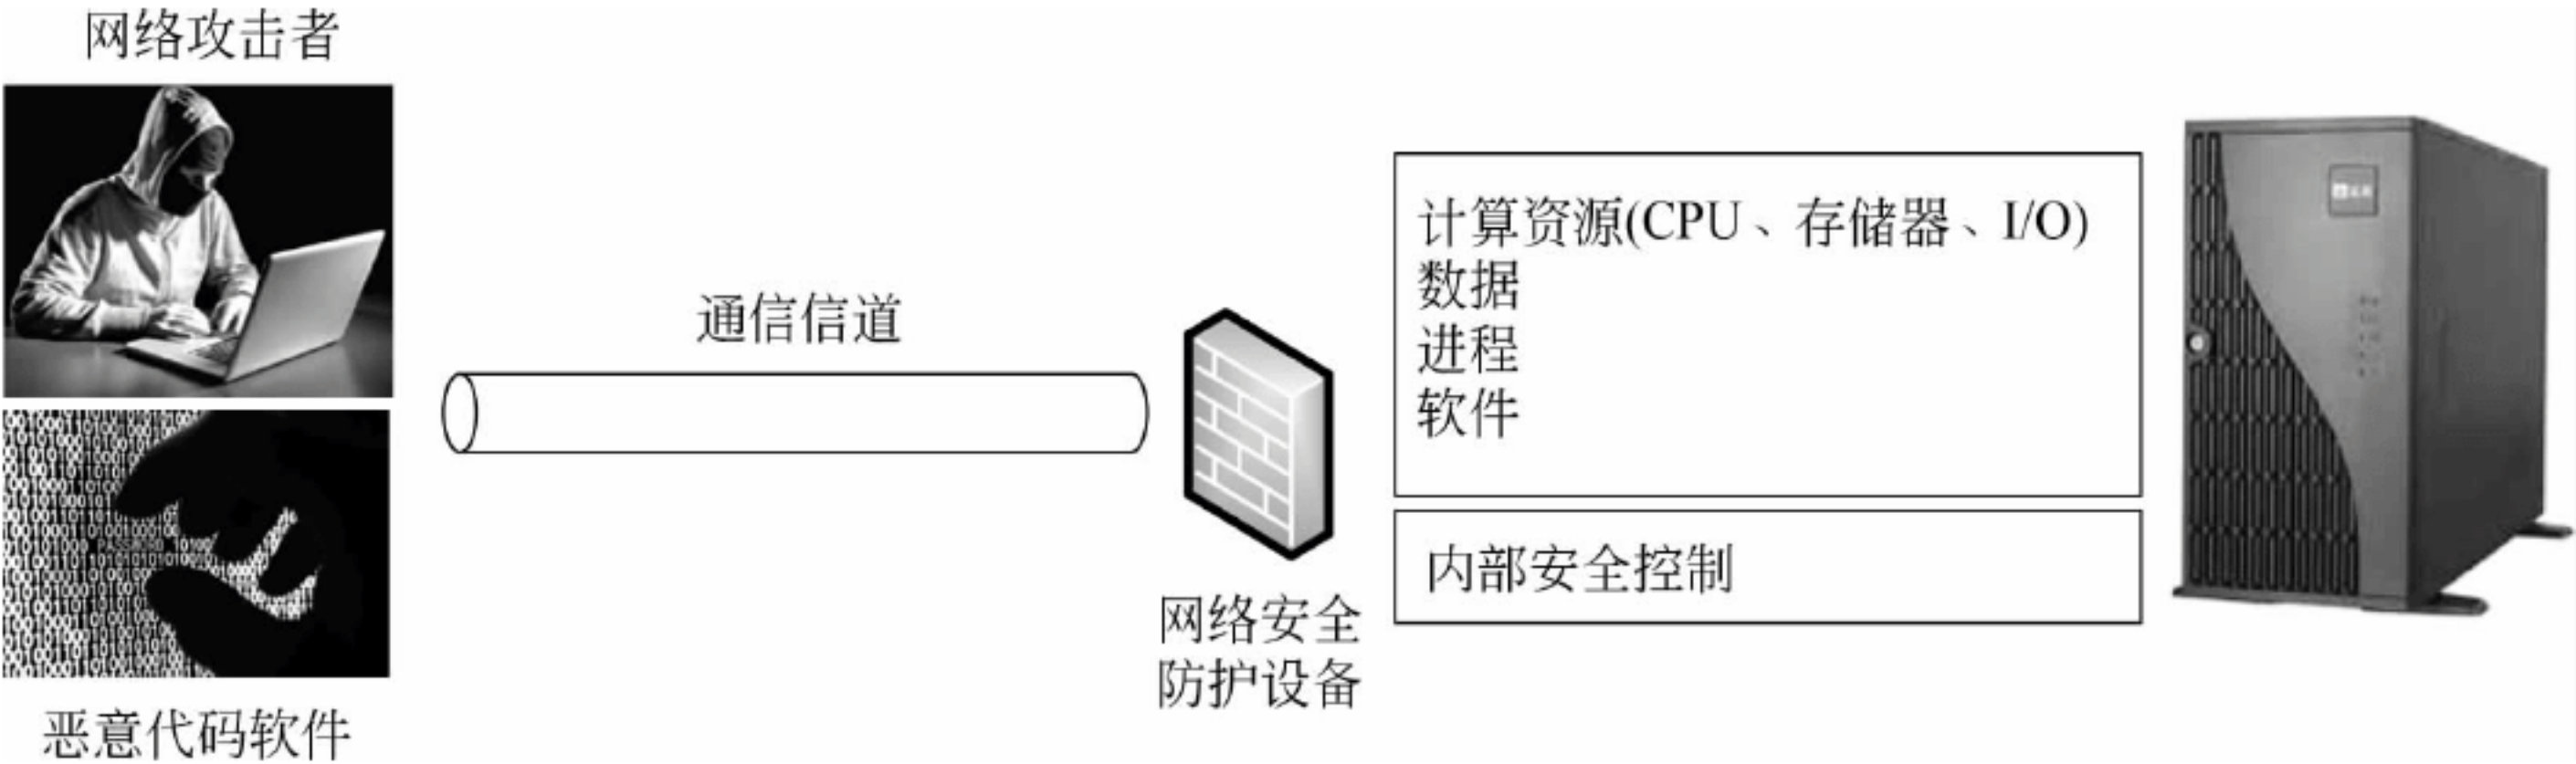 网络攻击者
恶意代码软件
通信信道
网络安全
防护设备
计算资源(CPU、存储器、I/O)
数据
进程
软件
内部安全控制
PASSWORD